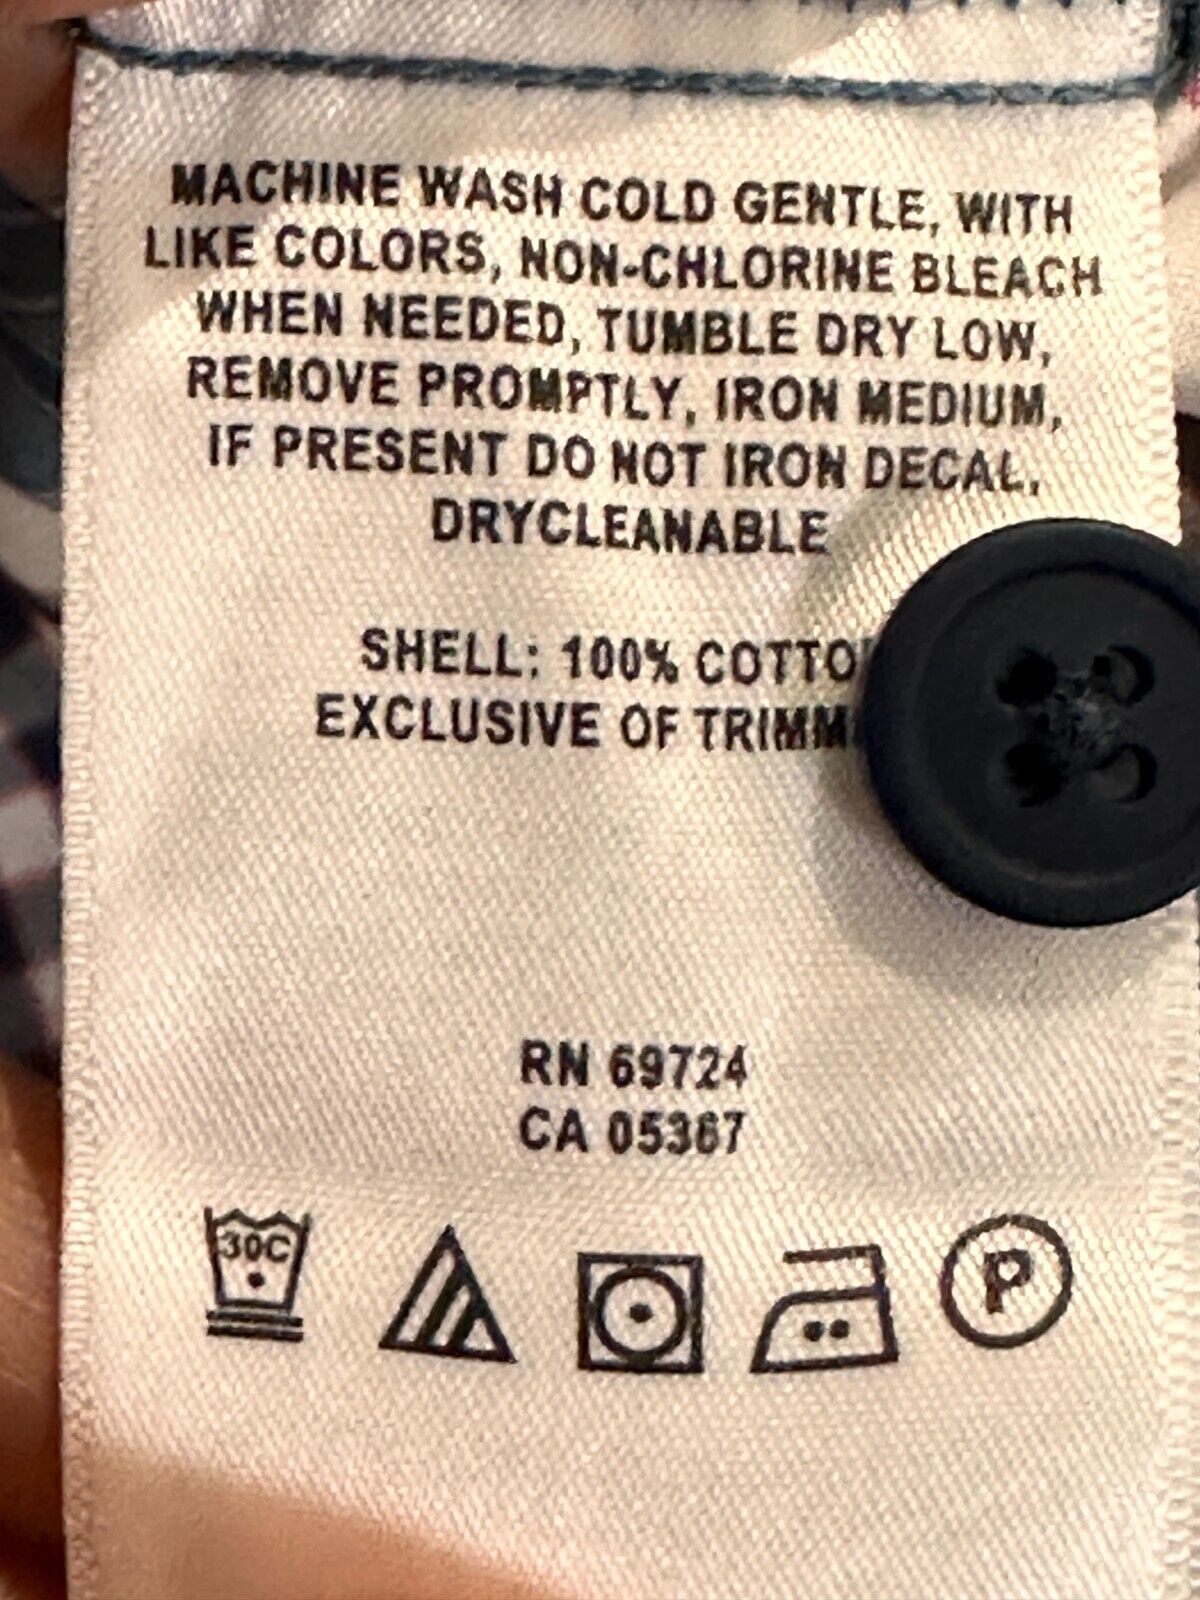 MACHINE WASH COLD GENTLE, WITH
LIKE COLORS, NON-CHLORINE BLEACH
WHEN NEEDED, TUMBLE DRY LOW,
REMOVE PROMPTLY, IRON MEDIUM,
IF PRESENT DO NOT IRON DECAL,
DRYCLEANABLE
SHELL: 100% COTTO
EXCLUSIVE OF TRIMM
RN 69724
CA 05367
30C
P